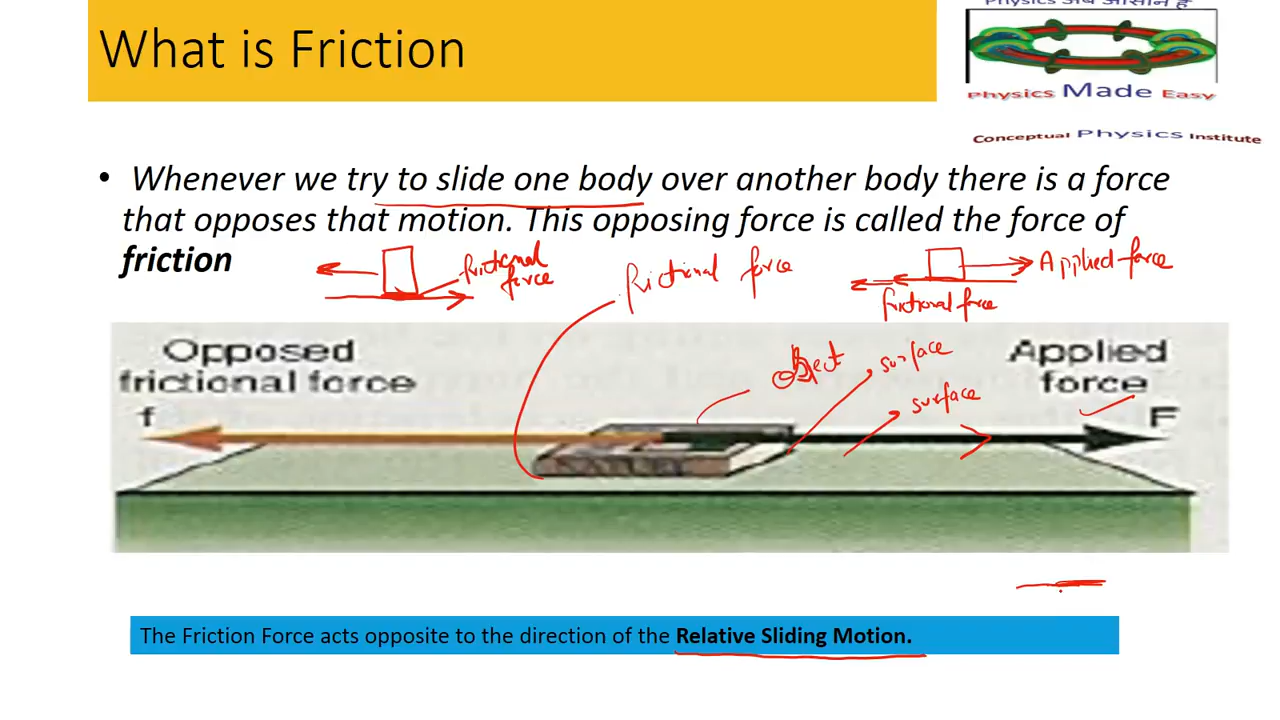 What is Friction
Physics अब आसान है
Physics Made Easy
Conceptual Physics Institute
• Whenever we try to slide one body over another body there is a force
that opposes that motion. This opposing force is called the force of
friction
frictional
force
frictional force
Applied force
frictional force
Opposed
frictional force
f
object
surface
surface
Applied
force
F
The Friction Force acts opposite to the direction of the Relative Sliding Motion.